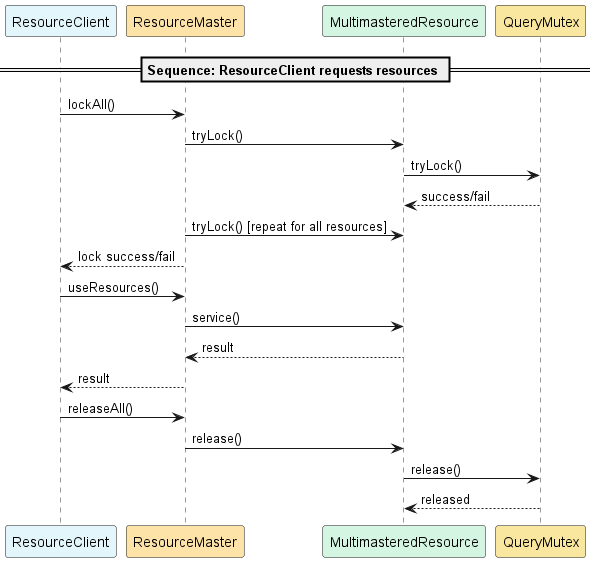 ResourceClient ResourceMaster MultimasteredResource QueryMutex
Sequence: ResourceClient requests resources
lockAll()
tryLock()
tryLock()
success/fail
tryLock() [repeat for all resources]
lock success/fail
useResources()
service()
result
result
releaseAll()
release()
release()
released
ResourceClient ResourceMaster MultimasteredResource QueryMutex